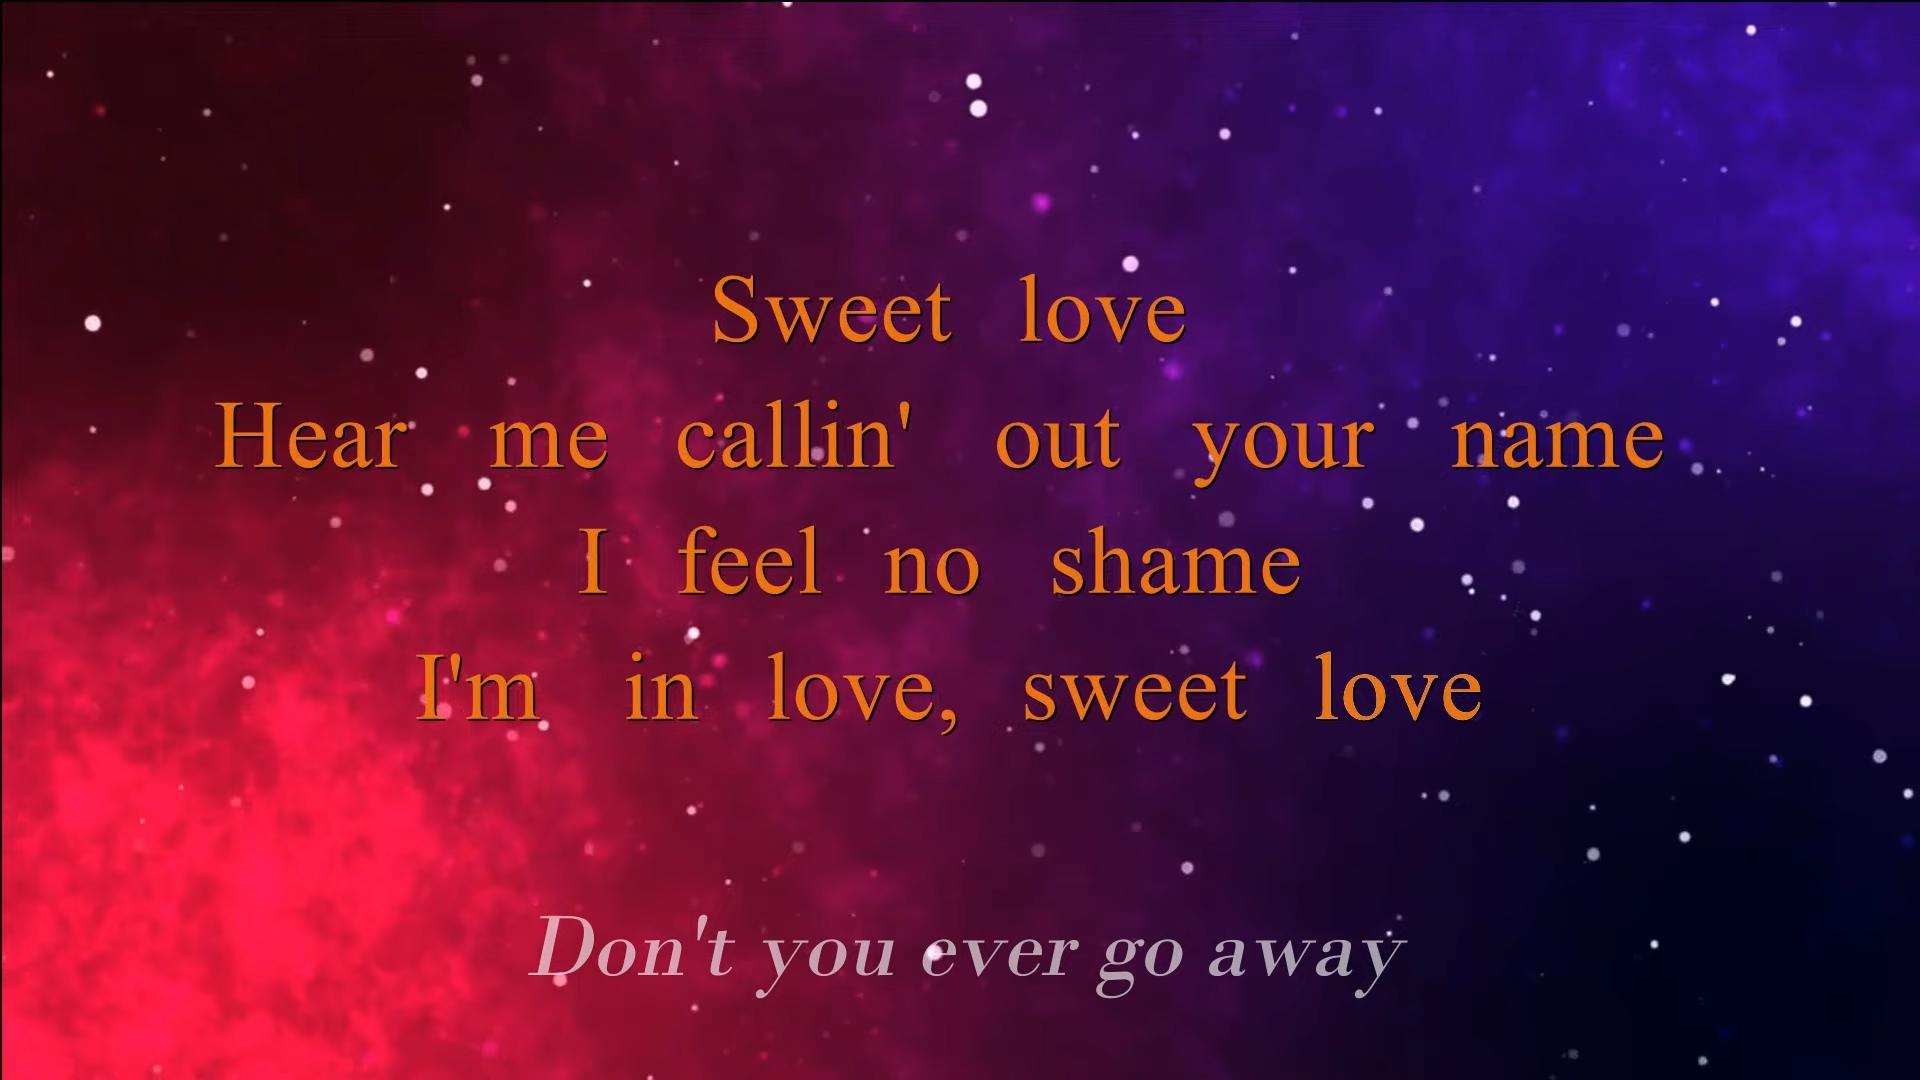 Sweet love
Hear me callin' out your name
I feel no shame
I'm in love, sweet love
Don't you ever go away